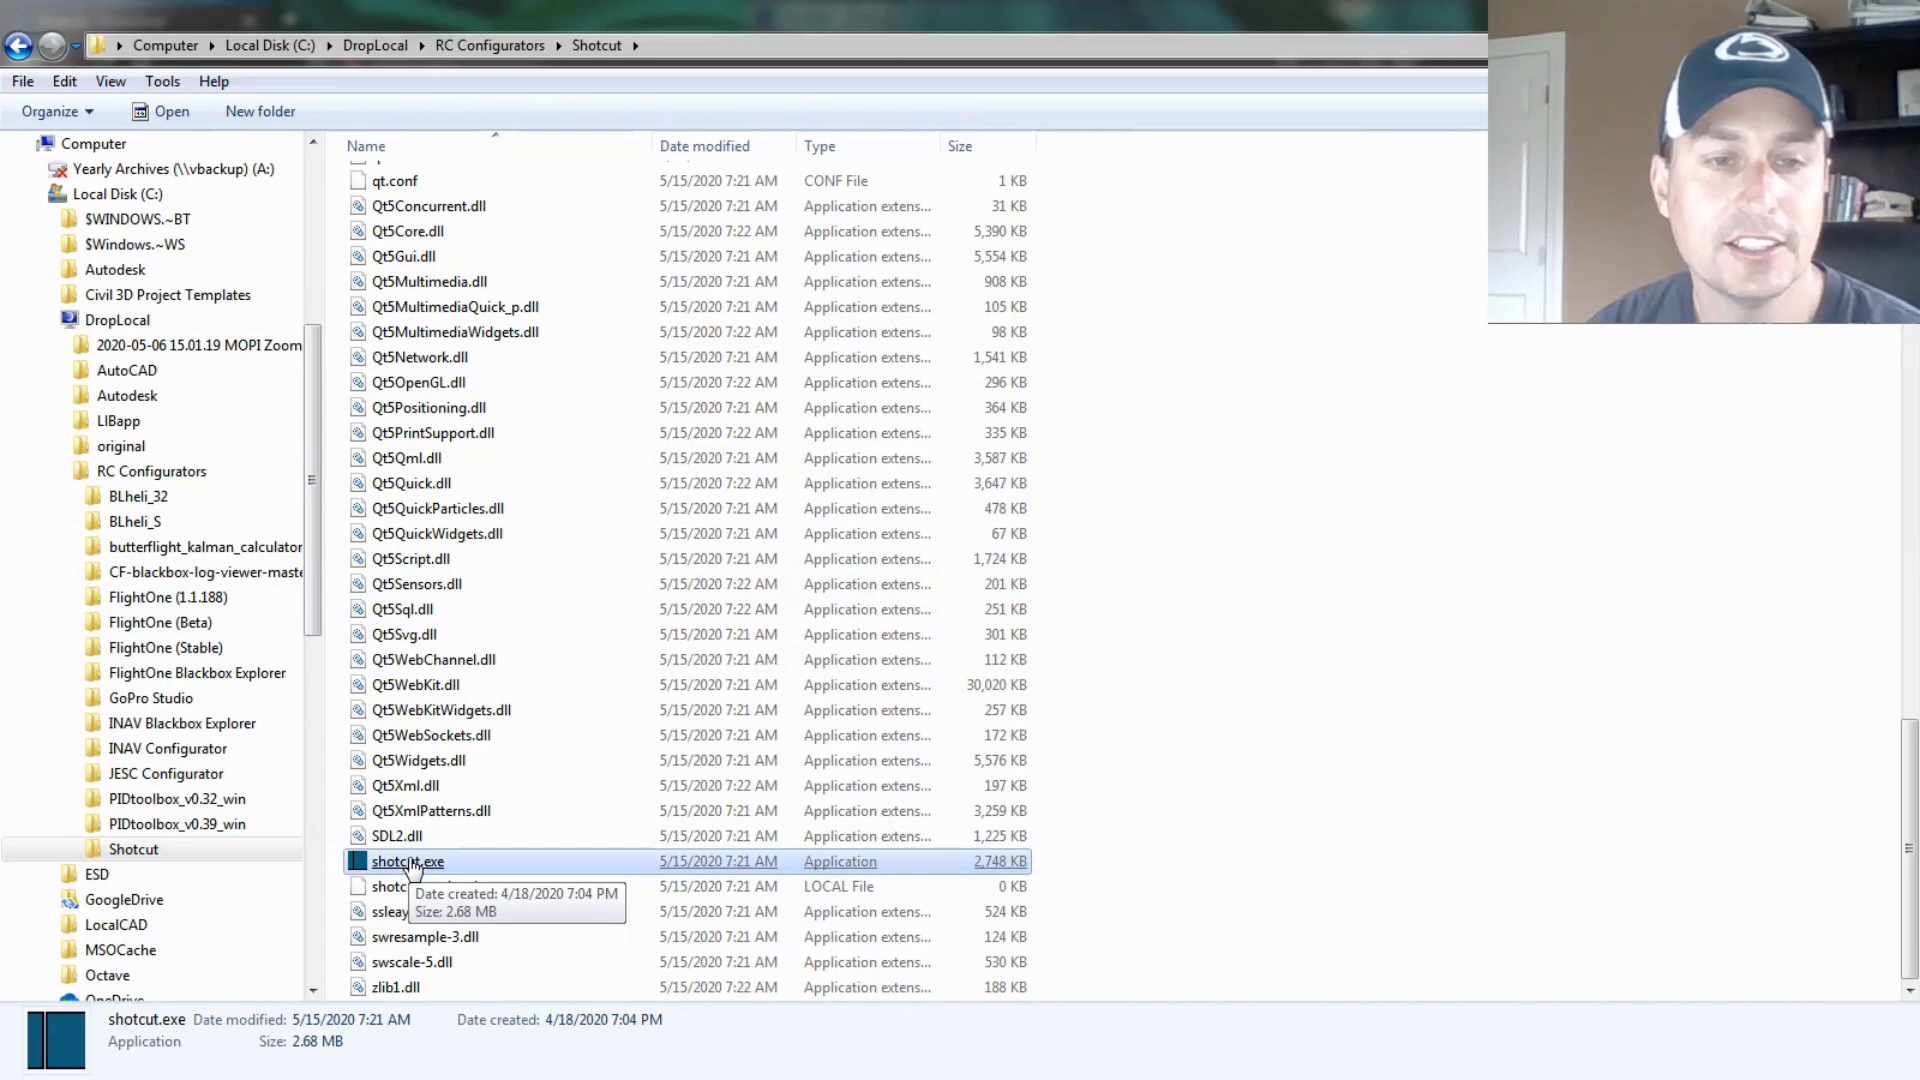 Computer ▸ Local Disk (C:) ▸ DropLocal ▸ RC Configurators ▸ Shotcut ▸
File Edit View Tools Help
Organize Open New folder
Computer
Yearly Archives (\\vbackup) (A:)
Local Disk (C:)
$WINDOWS.~BT
$Windows.~WS
Autodesk
Civil 3D Project Templates
DropLocal
2020-05-06 15.01.19 MOPI Zoom
AutoCAD
Autodesk
LIBapp
original
RC Configurators
BLheli_32
BLheli_S
butterflight_kalman_calculator
CF-blackbox-log-viewer-maste
FlightOne (1.1.188)
FlightOne (Beta)
FlightOne (Stable)
FlightOne Blackbox Explorer
GoPro Studio
INAV Blackbox Explorer
INAV Configurator
JESC Configurator
PIDtoolbox_v0.32_win
PIDtoolbox_v0.39_win
Shotcut
ESD
GoogleDrive
LocalCAD
MSOCache
Octave
OneDrive
Name Date modified Type Size
qt.conf 5/15/2020 7:21 AM CONF File 1 KB
Qt5Concurrent.dll 5/15/2020 7:21 AM Application extens... 31 KB
Qt5Core.dll 5/15/2020 7:22 AM Application extens... 5,390 KB
Qt5Gui.dll 5/15/2020 7:21 AM Application extens... 5,554 KB
Qt5Multimedia.dll 5/15/2020 7:21 AM Application extens... 908 KB
Qt5MultimediaQuick_p.dll 5/15/2020 7:21 AM Application extens... 105 KB
Qt5MultimediaWidgets.dll 5/15/2020 7:22 AM Application extens... 98 KB
Qt5Network.dll 5/15/2020 7:21 AM Application extens... 1,541 KB
Qt5OpenGL.dll 5/15/2020 7:22 AM Application extens... 296 KB
Qt5Positioning.dll 5/15/2020 7:21 AM Application extens... 364 KB
Qt5PrintSupport.dll 5/15/2020 7:22 AM Application extens... 335 KB
Qt5Qml.dll 5/15/2020 7:21 AM Application extens... 3,587 KB
Qt5Quick.dll 5/15/2020 7:22 AM Application extens... 3,647 KB
Qt5QuickParticles.dll 5/15/2020 7:21 AM Application extens... 478 KB
Qt5QuickWidgets.dll 5/15/2020 7:21 AM Application extens... 67 KB
Qt5Script.dll 5/15/2020 7:21 AM Application extens... 1,724 KB
Qt5Sensors.dll 5/15/2020 7:22 AM Application extens... 201 KB
Qt5Sql.dll 5/15/2020 7:22 AM Application extens... 251 KB
Qt5Svg.dll 5/15/2020 7:21 AM Application extens... 301 KB
Qt5WebChannel.dll 5/15/2020 7:21 AM Application extens... 112 KB
Qt5WebKit.dll 5/15/2020 7:21 AM Application extens... 30,020 KB
Qt5WebKitWidgets.dll 5/15/2020 7:21 AM Application extens... 257 KB
Qt5WebSockets.dll 5/15/2020 7:21 AM Application extens... 172 KB
Qt5Widgets.dll 5/15/2020 7:21 AM Application extens... 5,576 KB
Qt5Xml.dll 5/15/2020 7:22 AM Application extens... 197 KB
Qt5XmlPatterns.dll 5/15/2020 7:21 AM Application extens... 3,259 KB
SDL2.dll 5/15/2020 7:21 AM Application extens... 1,225 KB
shotcut.exe 5/15/2020 7:21 AM Application 2,748 KB
shotc 5/15/2020 7:21 AM LOCAL File 0 KB
Date created: 4/18/2020 7:04 PM
Size: 2.68 MB
ssleay 5/15/2020 7:21 AM Application extens... 524 KB
swresample-3.dll 5/15/2020 7:21 AM Application extens... 124 KB
swscale-5.dll 5/15/2020 7:21 AM Application extens... 530 KB
zlib1.dll 5/15/2020 7:22 AM Application extens... 188 KB
shotcut.exe Date modified: 5/15/2020 7:21 AM Date created: 4/18/2020 7:04 PM
Application Size: 2.68 MB